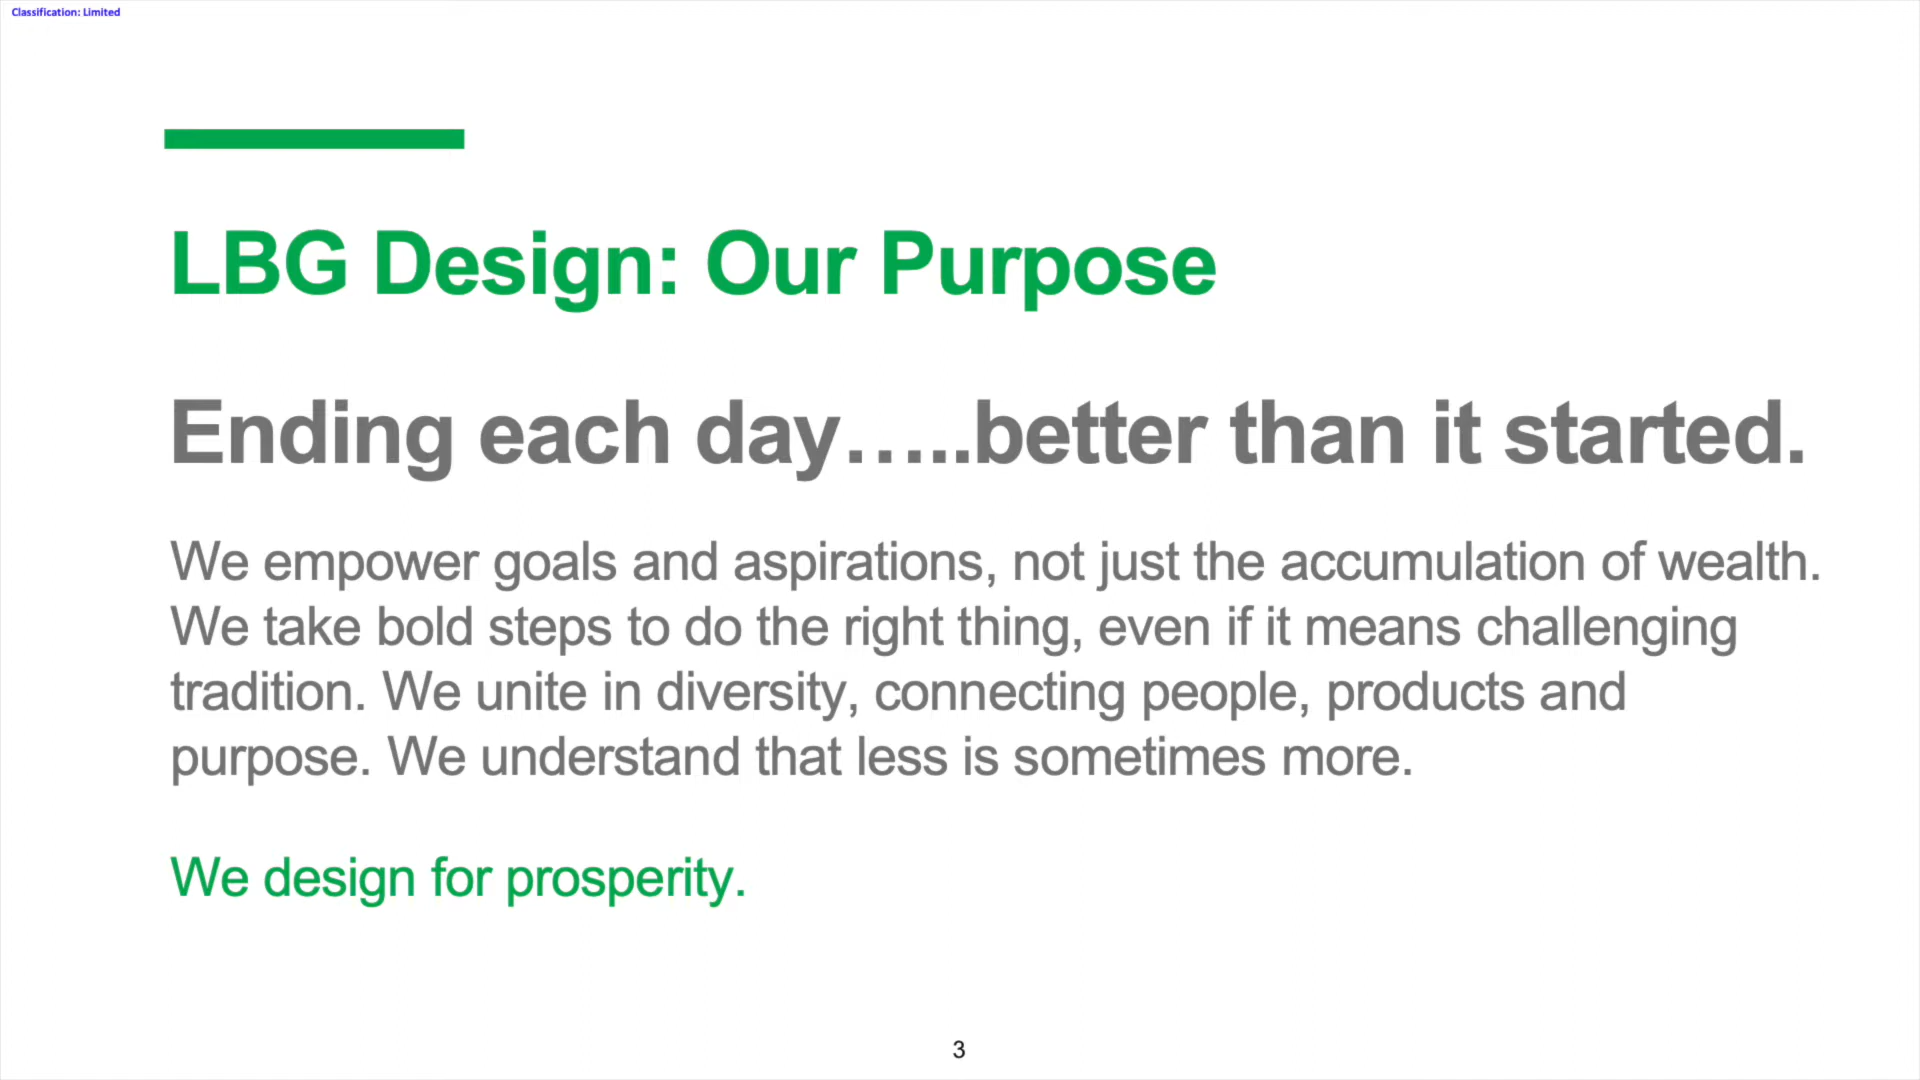 Classification: Limited
LBG Design: Our Purpose
Ending each day…..better than it started.
We empower goals and aspirations, not just the accumulation of wealth.
We take bold steps to do the right thing, even if it means challenging
tradition. We unite in diversity, connecting people, products and
purpose. We understand that less is sometimes more.
We design for prosperity.
3